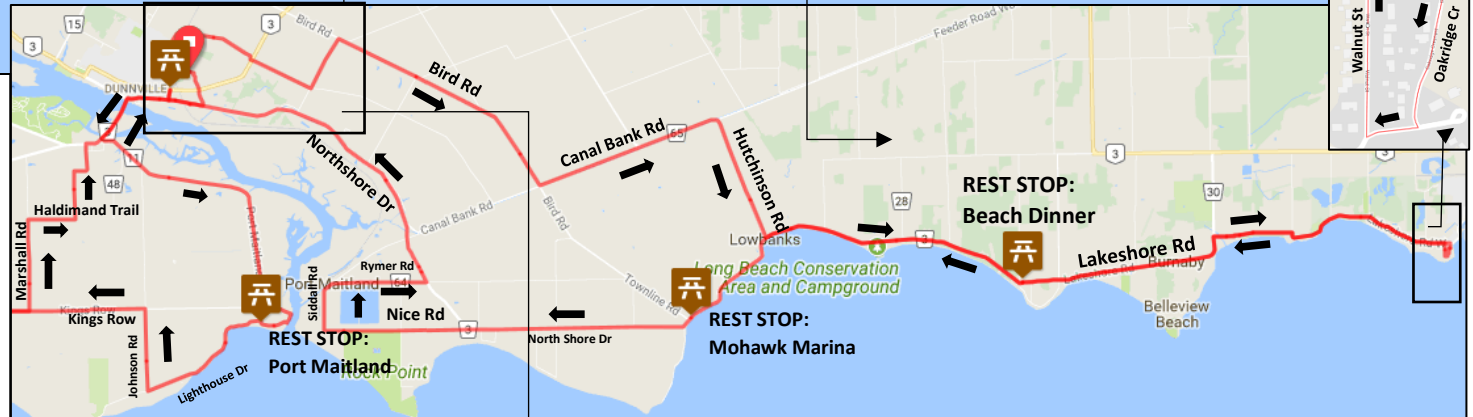 15
3
3
Bird Rd
Feeder Road
Walnut St
Oakridge Cr
DUNNVILLE
Bird Rd
3
11
48
Northshore Dr
Canal Bank Rd
65
Hutchinson Rd
3
3
Haldimand Trail
Port Maitland
Canal Bank Rd
Bird Rd
28
30
REST STOP:
Beach Dinner
Marshall Rd
Lowbanks
3
Lakeshore Rd
Lakeshore Rd
Burnaby
Long Beach Conservation
Area and Campground
Siddall Rd
Rymer Rd
64
Port Maitland
Townline Rd
Belleview
Beach
Kings Row
Kings Row
Nice Rd
3
North Shore Dr
REST STOP:
Mohawk Marina
Johnson Rd
REST STOP:
Port Maitland
Rock Point
Lighthouse Dr